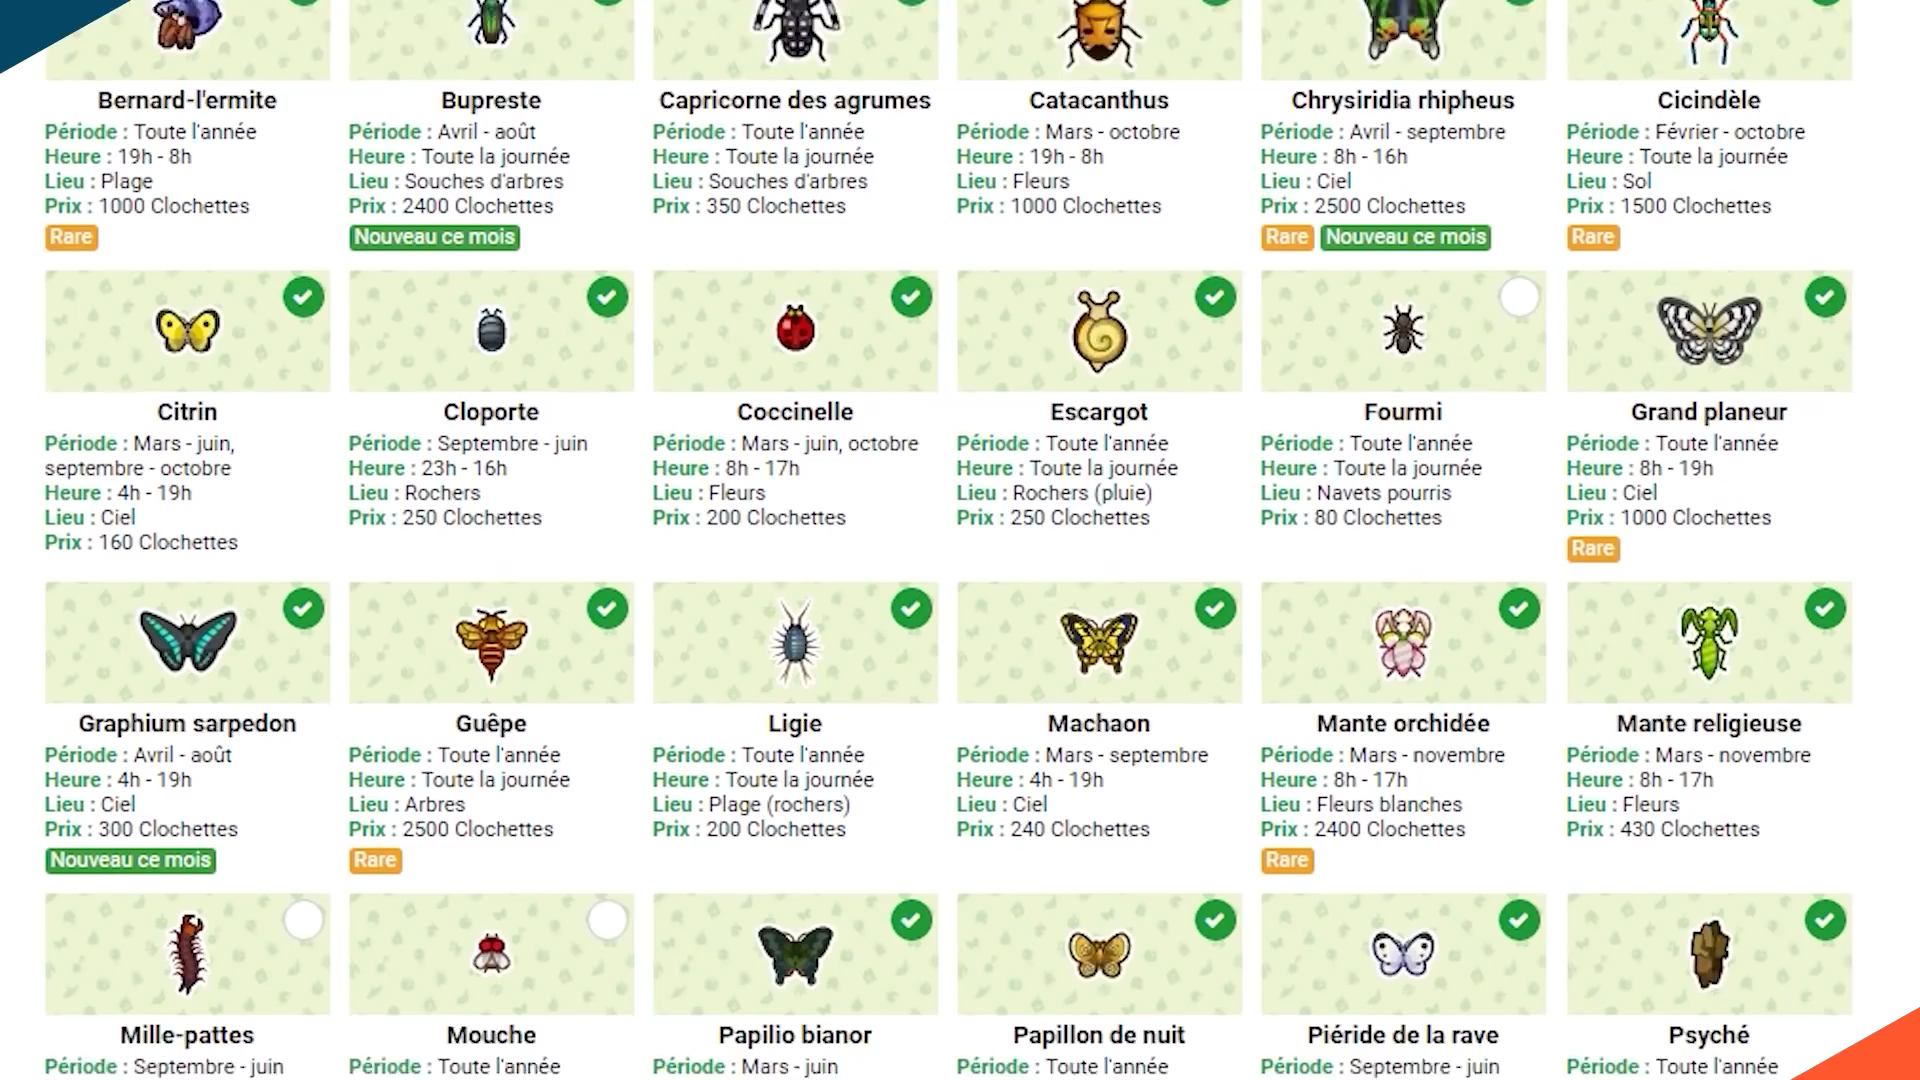 Bernard-l'ermite
Période : Toute l'année
Heure : 19h - 8h
Lieu : Plage
Prix : 1000 Clochettes
Rare
Bupreste
Période : Avril - août
Heure : Toute la journée
Lieu : Souches d'arbres
Prix : 2400 Clochettes
Nouveau ce mois
Capricorne des agrumes
Période : Toute l'année
Heure : Toute la journée
Lieu : Souches d'arbres
Prix : 350 Clochettes
Catacanthus
Période : Mars - octobre
Heure : 19h - 8h
Lieu : Fleurs
Prix : 1000 Clochettes
Chrysiridia rhipheus
Période : Avril - septembre
Heure : 8h - 16h
Lieu : Ciel
Prix : 2500 Clochettes
Rare Nouveau ce mois
Cicindèle
Période : Février - octobre
Heure : Toute la journée
Lieu : Sol
Prix : 1500 Clochettes
Rare
Citrin
Période : Mars - juin,
septembre - octobre
Heure : 4h - 19h
Lieu : Ciel
Prix : 160 Clochettes
Cloporte
Période : Septembre - juin
Heure : 23h - 16h
Lieu : Rochers
Prix : 250 Clochettes
Coccinelle
Période : Mars - juin, octobre
Heure : 8h - 17h
Lieu : Fleurs
Prix : 200 Clochettes
Escargot
Période : Toute l'année
Heure : Toute la journée
Lieu : Rochers (pluie)
Prix : 250 Clochettes
Fourmi
Période : Toute l'année
Heure : Toute la journée
Lieu : Navets pourris
Prix : 80 Clochettes
Grand planeur
Période : Toute l'année
Heure : 8h - 19h
Lieu : Ciel
Prix : 1000 Clochettes
Rare
Graphium sarpedon
Période : Avril - août
Heure : 4h - 19h
Lieu : Ciel
Prix : 300 Clochettes
Nouveau ce mois
Guêpe
Période : Toute l'année
Heure : Toute la journée
Lieu : Arbres
Prix : 2500 Clochettes
Rare
Ligie
Période : Toute l'année
Heure : Toute la journée
Lieu : Plage (rochers)
Prix : 200 Clochettes
Machaon
Période : Mars - septembre
Heure : 4h - 19h
Lieu : Ciel
Prix : 240 Clochettes
Mante orchidée
Période : Mars - novembre
Heure : 8h - 17h
Lieu : Fleurs blanches
Prix : 2400 Clochettes
Rare
Mante religieuse
Période : Mars - novembre
Heure : 8h - 17h
Lieu : Fleurs
Prix : 430 Clochettes
Mille-pattes
Période : Septembre - juin
Mouche
Période : Toute l'année
Papilio bianor
Période : Mars - juin
Papillon de nuit
Période : Toute l'année
Piéride de la rave
Période : Septembre - juin
Psyché
Période : Toute l'année